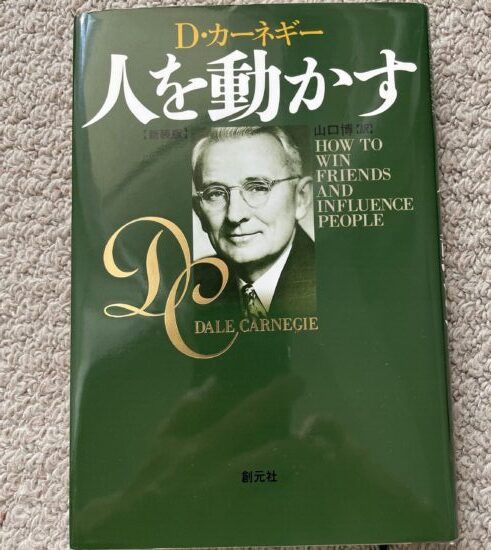 D・カーネギー
人を動かす
【新装版】
山口博【訳】
HOW TO
WIN
FRIENDS
AND
INFLUENCE
PEOPLE
DC
DALE CARNEGIE
創元社